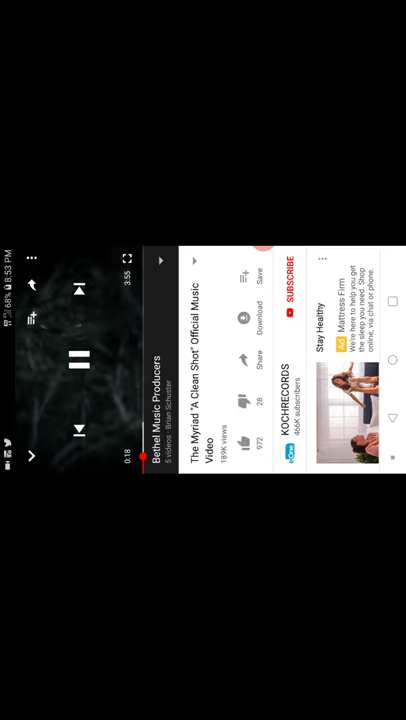 68% 8:53 PM
0:18
3:55
Bethel Music Producers
5 videos · Brian Schuster
The Myriad "A Clean Shot" Official Music
Video
189K views
972
28
Share
Download
Save
eOne
KOCHRECORDS
466K subscribers
SUBSCRIBE
Stay Healthy
Ad Mattress Firm
We're here to help you get
the sleep you need. Shop
online, via chat or phone.